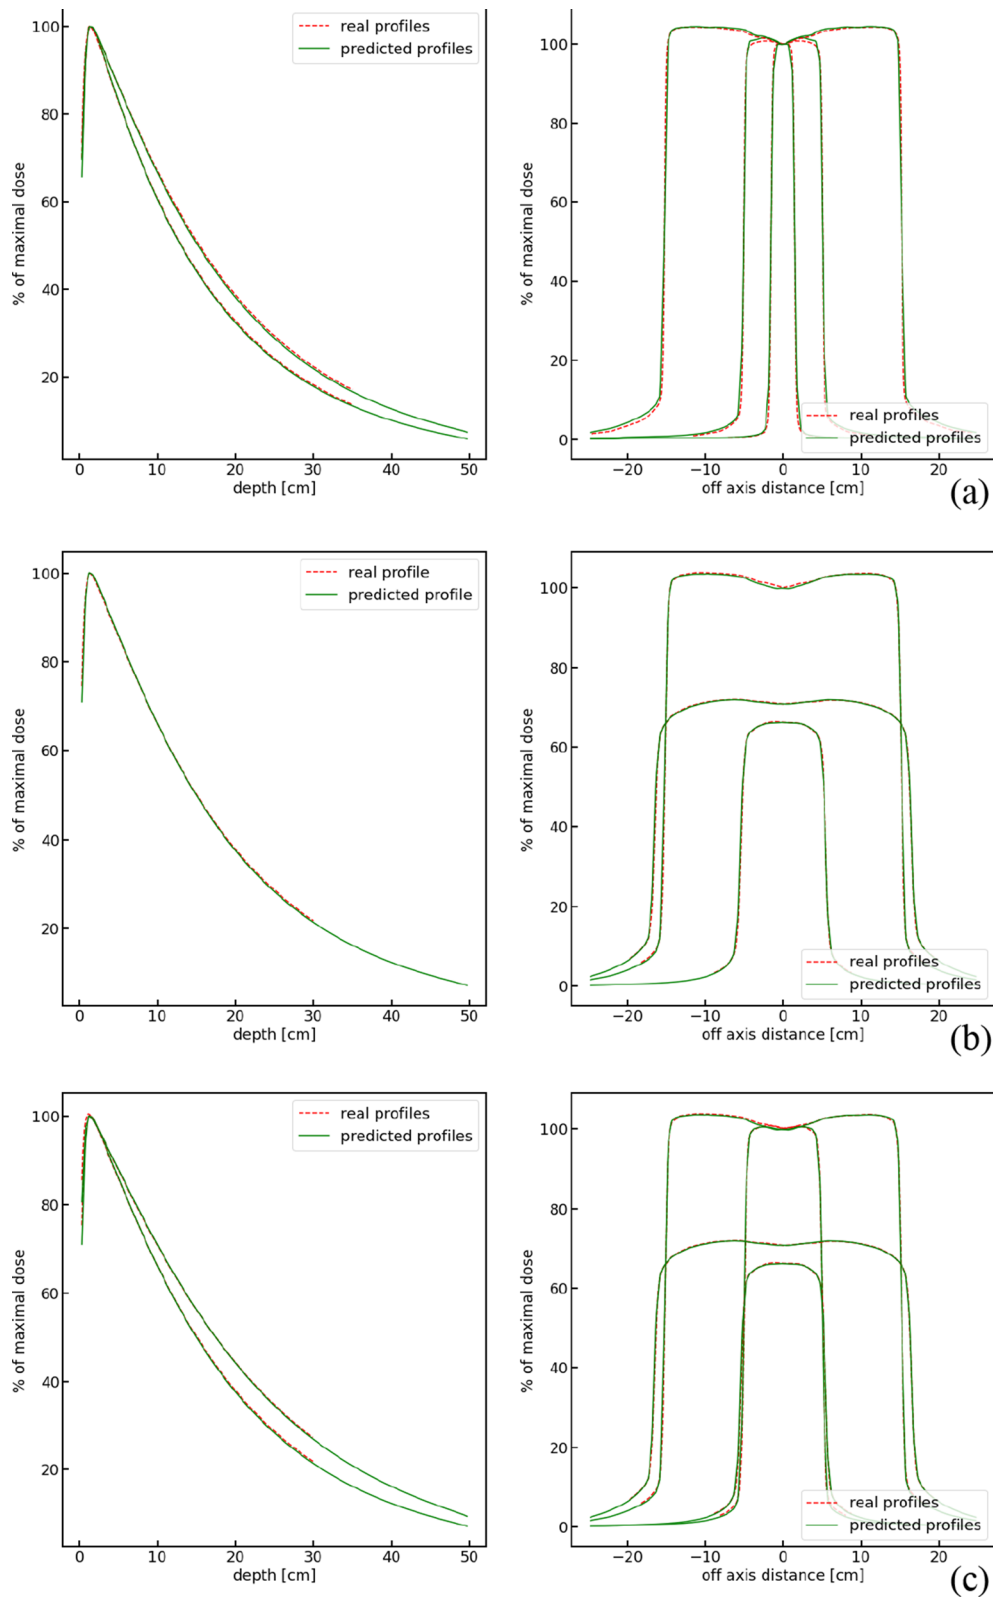 100
80
60
40
20
% of maximal dose
real profiles
predicted profiles
0 10 20 30 40 50
depth [cm]
100
80
60
40
20
0
% of maximal dose
real profiles
predicted profiles
−20 −10 0 10 20
off axis distance [cm]
(a)
100
80
60
40
20
% of maximal dose
real profile
predicted profile
0 10 20 30 40 50
depth [cm]
100
80
60
40
20
0
% of maximal dose
real profiles
predicted profiles
−20 −10 0 10 20
off axis distance [cm]
(b)
100
80
60
40
20
% of maximal dose
real profiles
predicted profiles
0 10 20 30 40 50
depth [cm]
100
80
60
40
20
0
% of maximal dose
real profiles
predicted profiles
−20 −10 0 10 20
off axis distance [cm]
(c)